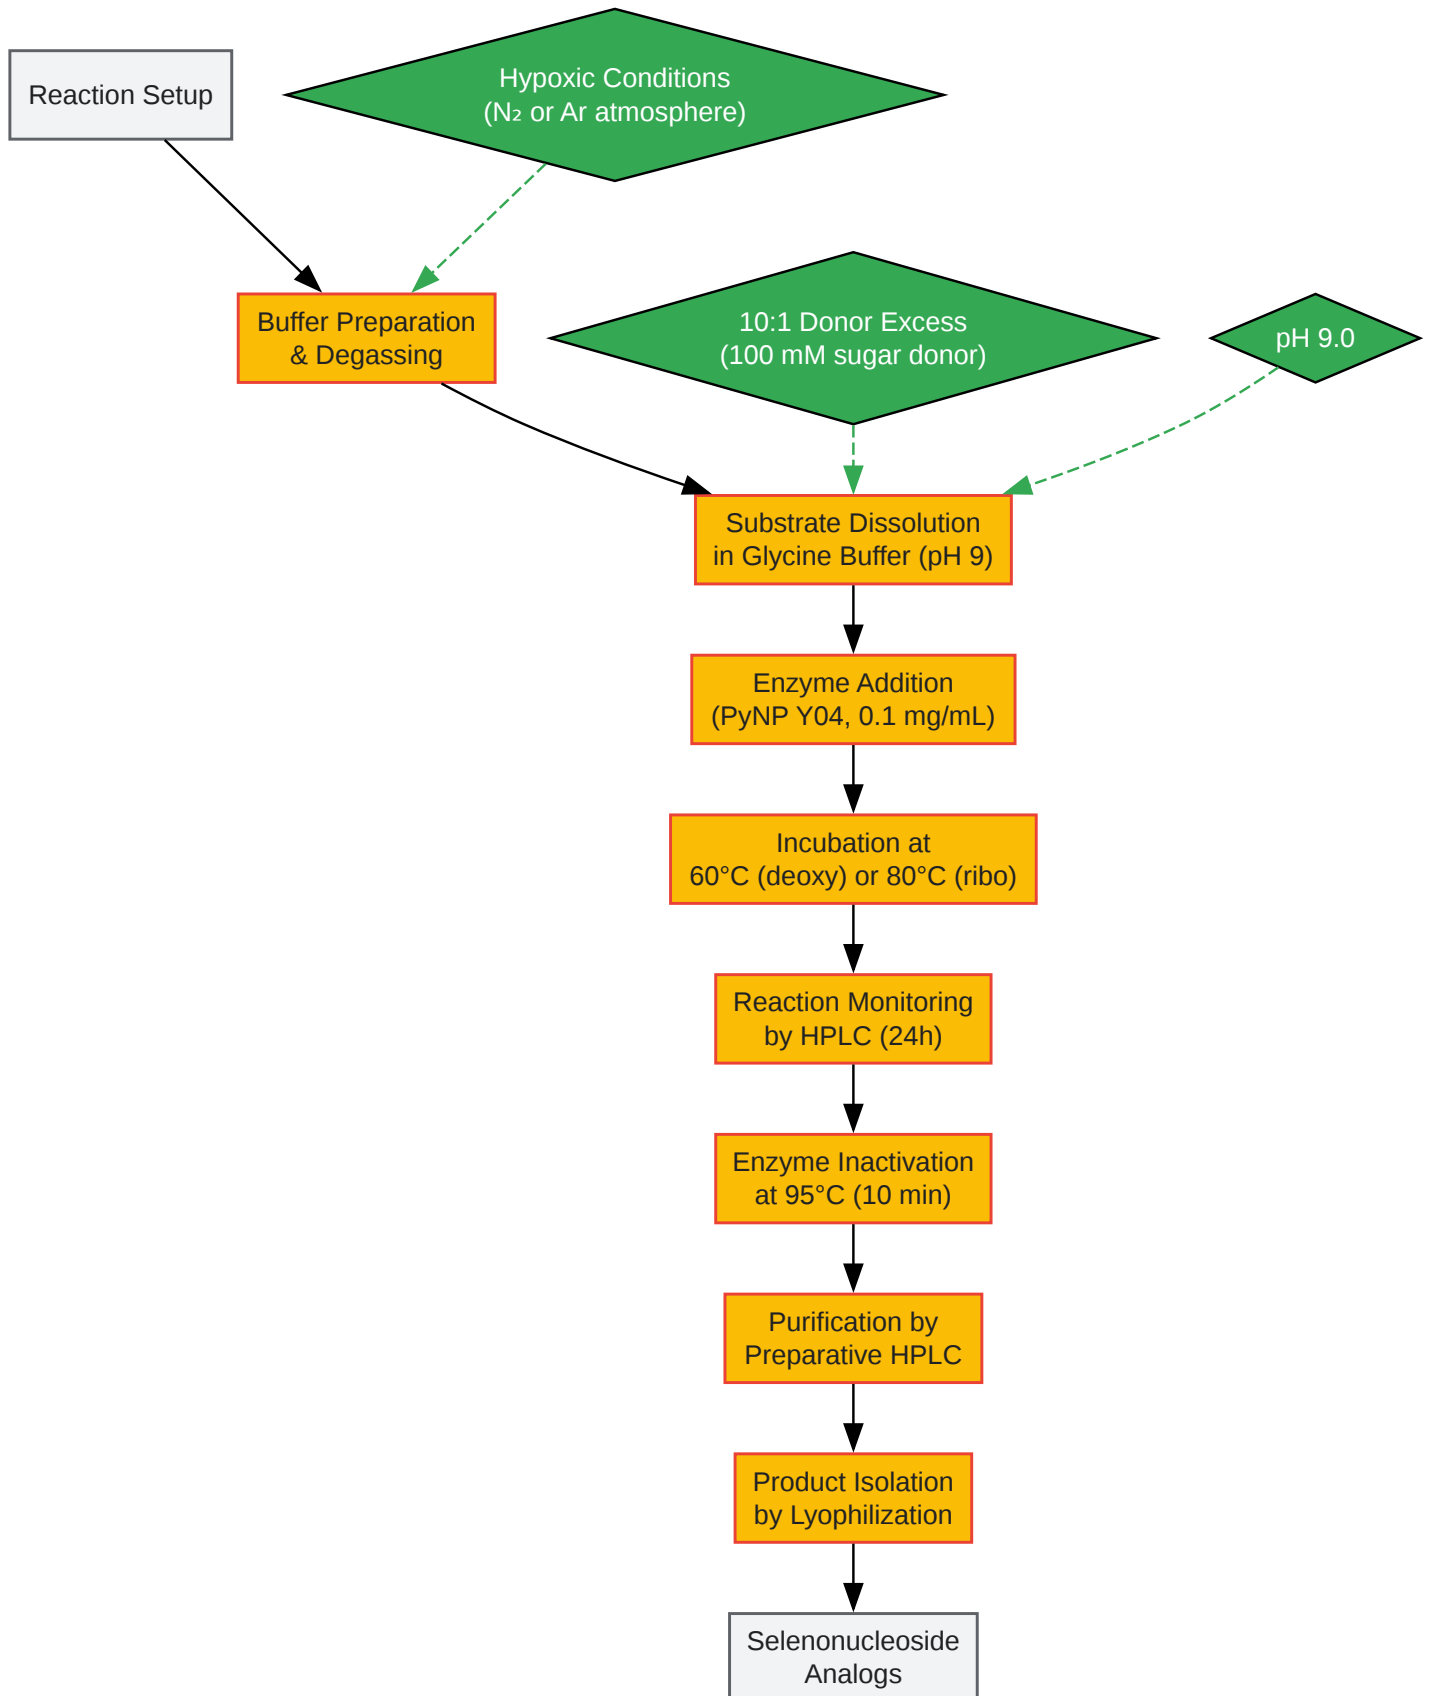 Reaction Setup
Hypoxic Conditions
(N₂ or Ar atmosphere)
Buffer Preparation
& Degassing
10:1 Donor Excess
(100 mM sugar donor)
pH 9.0
Substrate Dissolution
in Glycine Buffer (pH 9)
Enzyme Addition
(PyNP Y04, 0.1 mg/mL)
Incubation at
60°C (deoxy) or 80°C (ribo)
Reaction Monitoring
by HPLC (24h)
Enzyme Inactivation
at 95°C (10 min)
Purification by
Preparative HPLC
Product Isolation
by Lyophilization
Selenonucleoside
Analogs